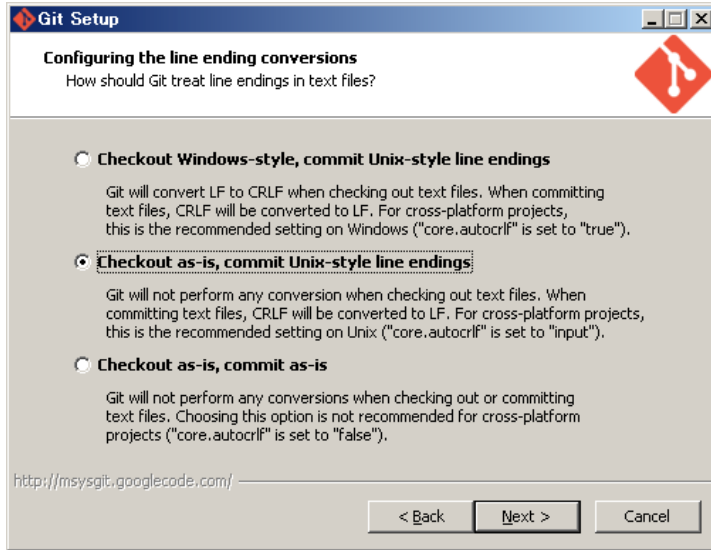 Git Setup
Configuring the line ending conversions
How should Git treat line endings in text files?
Checkout Windows-style, commit Unix-style line endings
Git will convert LF to CRLF when checking out text files. When committing
text files, CRLF will be converted to LF. For cross-platform projects,
this is the recommended setting on Windows ("core.autocrlf" is set to "true").
Checkout as-is, commit Unix-style line endings
Git will not perform any conversion when checking out text files. When
committing text files, CRLF will be converted to LF. For cross-platform projects,
this is the recommended setting on Unix ("core.autocrlf" is set to "input").
Checkout as-is, commit as-is
Git will not perform any conversions when checking out or committing
text files. Choosing this option is not recommended for cross-platform
projects ("core.autocrlf" is set to "false").
http://msysgit.googlecode.com/
< Back Next > Cancel